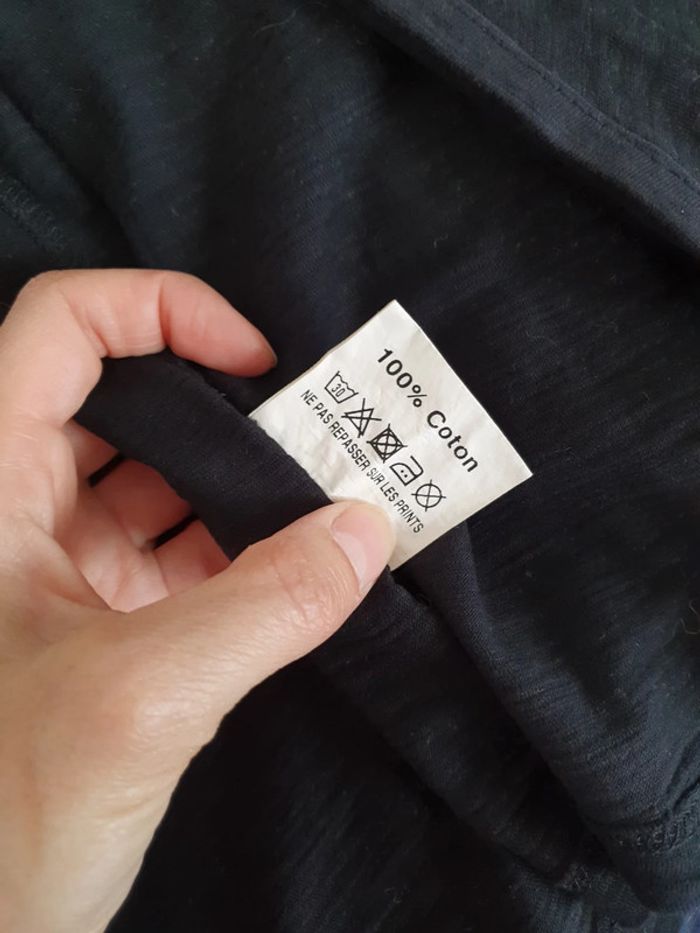 100% Coton
30
NE PAS REPASSER SUR LES PRINTS